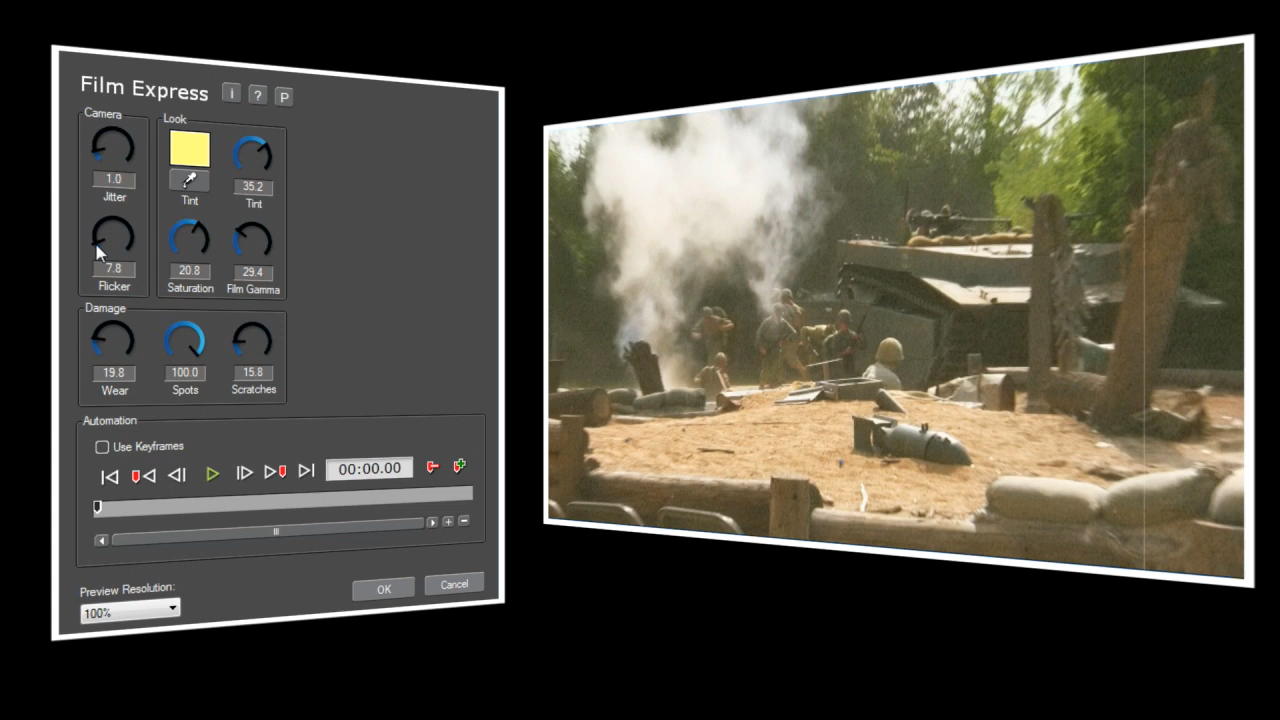 Film Express i ? P
Camera
Look
1.0
Jitter
Tint
35.2
Tint
7.8
Flicker
20.8
Saturation
29.4
Film Gamma
Damage
19.8
Wear
100.0
Spots
15.8
Scratches
Automation
Use Keyframes
00:00.00
Preview Resolution:
100%
OK
Cancel